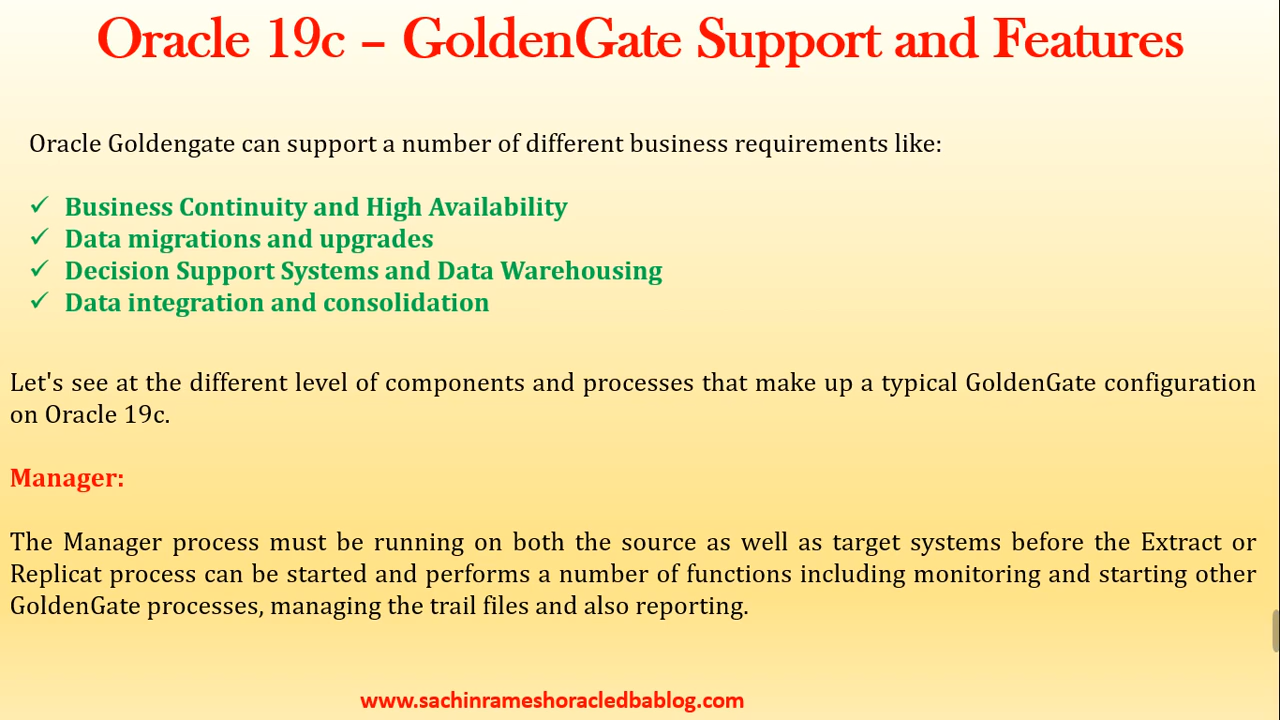 Oracle 19c – GoldenGate Support and Features
Oracle Goldengate can support a number of different business requirements like:
✓ Business Continuity and High Availability
✓ Data migrations and upgrades
✓ Decision Support Systems and Data Warehousing
✓ Data integration and consolidation
Let's see at the different level of components and processes that make up a typical GoldenGate configuration
on Oracle 19c.
Manager:
The Manager process must be running on both the source as well as target systems before the Extract or
Replicat process can be started and performs a number of functions including monitoring and starting other
GoldenGate processes, managing the trail files and also reporting.
www.sachinrameshoracledbablog.com